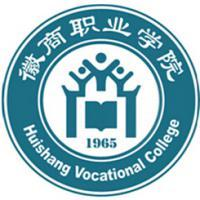 徽商职业学院
1965
Huishang Vocational College